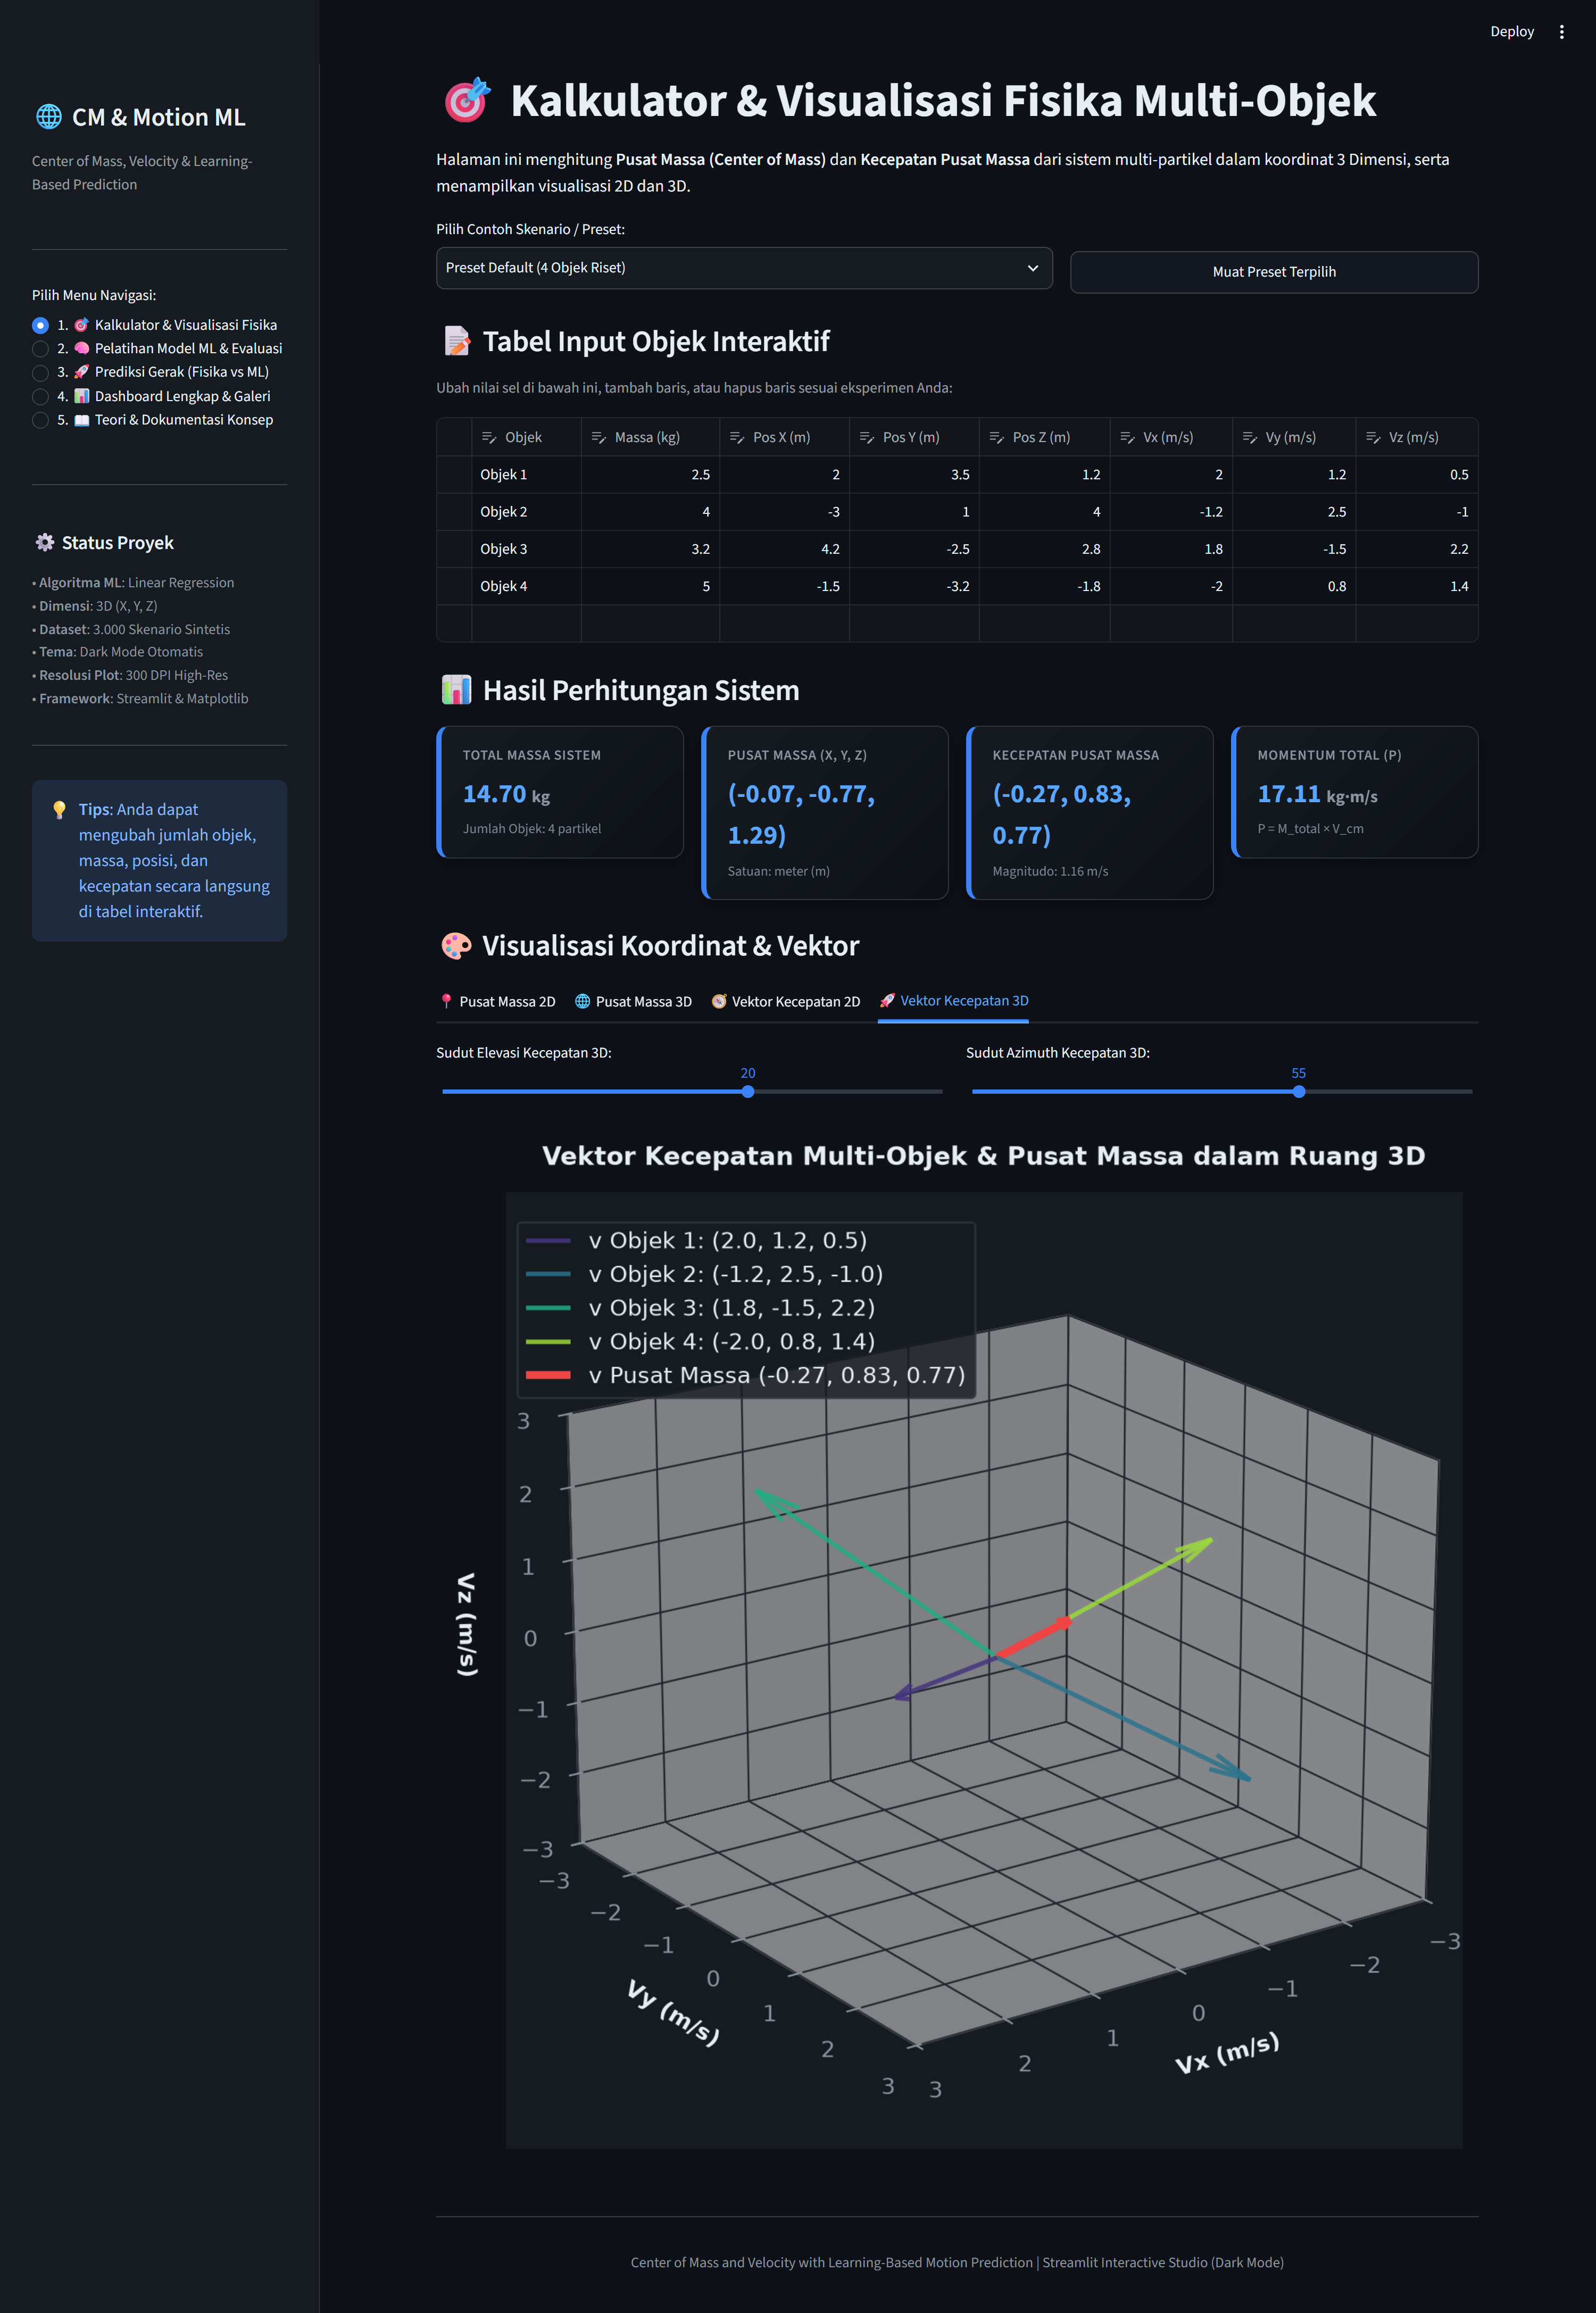 Deploy
CM & Motion ML
Center of Mass, Velocity & Learning-
Based Prediction
Pilih Menu Navigasi:
1. Kalkulator & Visualisasi Fisika
2. Pelatihan Model ML & Evaluasi
3. Prediksi Gerak (Fisika vs ML)
4. Dashboard Lengkap & Galeri
5. Teori & Dokumentasi Konsep
Status Proyek
• Algoritma ML: Linear Regression
• Dimensi: 3D (X, Y, Z)
• Dataset: 3.000 Skenario Sintetis
• Tema: Dark Mode Otomatis
• Resolusi Plot: 300 DPI High-Res
• Framework: Streamlit & Matplotlib
Tips: Anda dapat
mengubah jumlah objek,
massa, posisi, dan
kecepatan secara langsung
di tabel interaktif.
Kalkulator & Visualisasi Fisika Multi-Objek
Halaman ini menghitung Pusat Massa (Center of Mass) dan Kecepatan Pusat Massa dari sistem multi-partikel dalam koordinat 3 Dimensi, serta
menampilkan visualisasi 2D dan 3D.
Pilih Contoh Skenario / Preset:
Preset Default (4 Objek Riset)
Muat Preset Terpilih
Tabel Input Objek Interaktif
Ubah nilai sel di bawah ini, tambah baris, atau hapus baris sesuai eksperimen Anda:
Objek Massa (kg) Pos X (m) Pos Y (m) Pos Z (m) Vx (m/s) Vy (m/s) Vz (m/s)
Objek 1 2.5 2 3.5 1.2 2 1.2 0.5
Objek 2 4 -3 1 4 -1.2 2.5 -1
Objek 3 3.2 4.2 -2.5 2.8 1.8 -1.5 2.2
Objek 4 5 -1.5 -3.2 -1.8 -2 0.8 1.4
Hasil Perhitungan Sistem
TOTAL MASSA SISTEM
14.70 kg
Jumlah Objek: 4 partikel
PUSAT MASSA (X, Y, Z)
(-0.07, -0.77,
1.29)
Satuan: meter (m)
KECEPATAN PUSAT MASSA
(-0.27, 0.83,
0.77)
Magnitudo: 1.16 m/s
MOMENTUM TOTAL (P)
17.11 kg·m/s
P = M_total × V_cm
Visualisasi Koordinat & Vektor
Pusat Massa 2D
Pusat Massa 3D
Vektor Kecepatan 2D
Vektor Kecepatan 3D
Sudut Elevasi Kecepatan 3D:
20
Sudut Azimuth Kecepatan 3D:
55
Vektor Kecepatan Multi-Objek & Pusat Massa dalam Ruang 3D
v Objek 1: (2.0, 1.2, 0.5)
v Objek 2: (-1.2, 2.5, -1.0)
v Objek 3: (1.8, -1.5, 2.2)
v Objek 4: (-2.0, 0.8, 1.4)
v Pusat Massa (-0.27, 0.83, 0.77)
3
2
1
0
−1
−2
−3
Vz (m/s)
−3
−2
−1
0
1
2
3
Vy (m/s)
3
2
1
0
−1
−2
−3
Vx (m/s)
Center of Mass and Velocity with Learning-Based Motion Prediction | Streamlit Interactive Studio (Dark Mode)